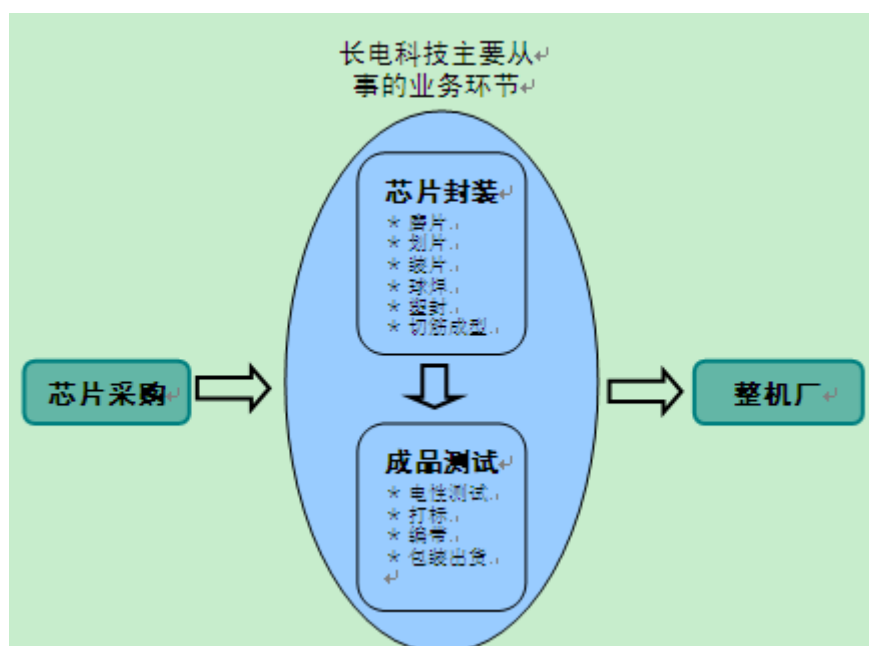 长电科技主要从
事的业务环节
芯片封装
* 磨片
* 划片
* 装片
* 球焊
* 塑封
* 切筋成型
芯片采购
整机厂
成品测试
* 电性测试
* 打标
* 编带
* 包装出货